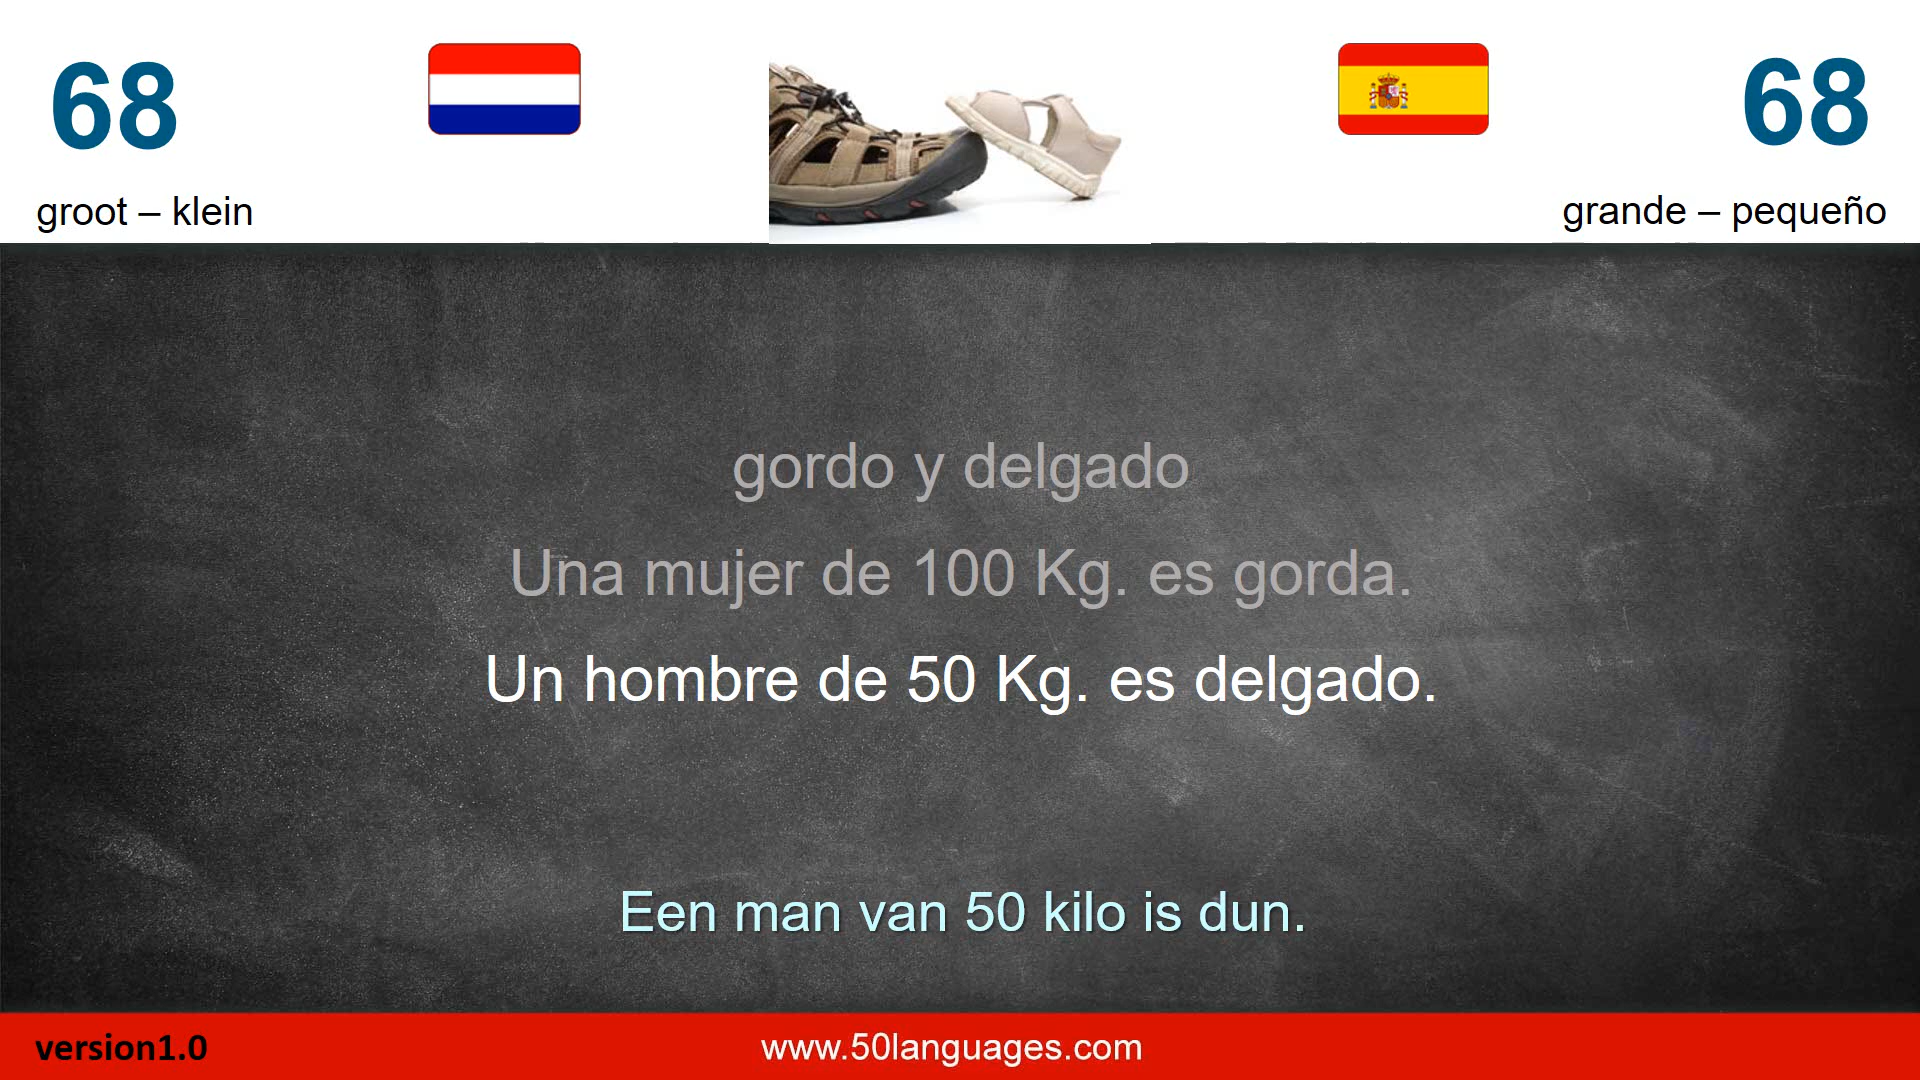 68
68
groot – klein
grande – pequeño
gordo y delgado
Una mujer de 100 Kg. es gorda.
Un hombre de 50 Kg. es delgado.
Een man van 50 kilo is dun.
version1.0
www.50languages.com